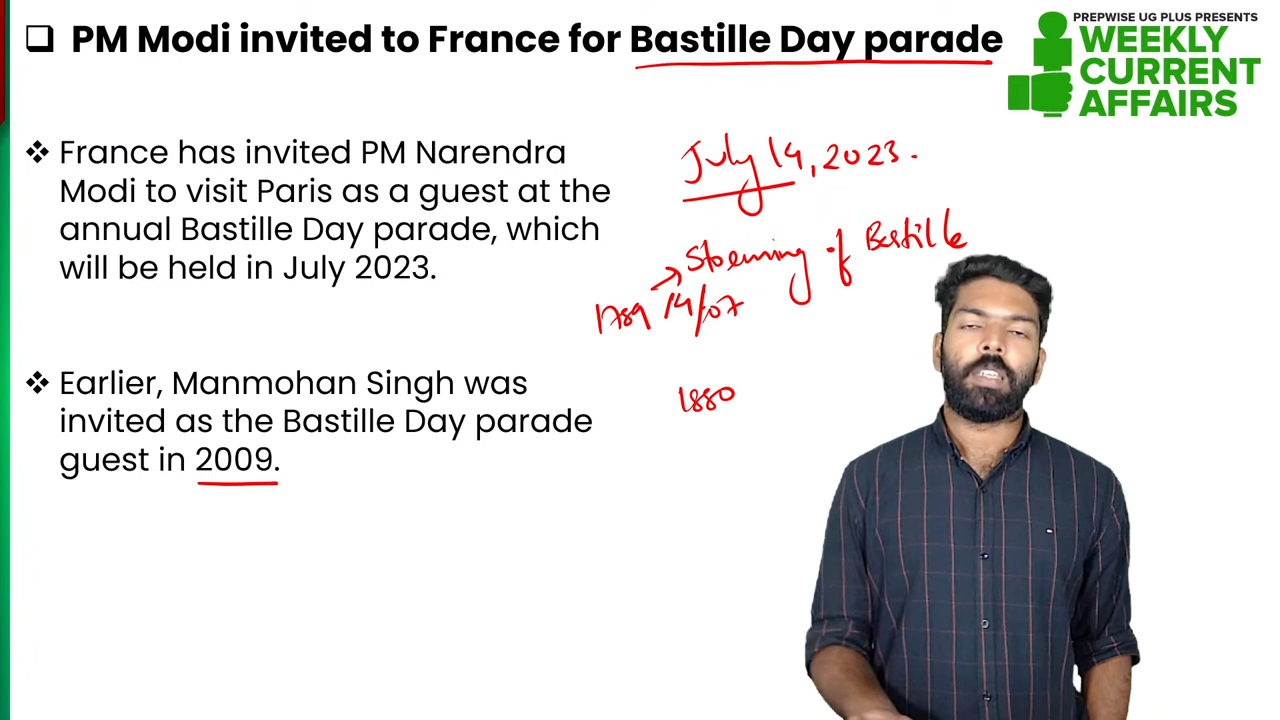 PM Modi invited to France for Bastille Day parade
PREPWISE UG PLUS PRESENTS
WEEKLY
CURRENT
AFFAIRS
France has invited PM Narendra
Modi to visit Paris as a guest at the
annual Bastille Day parade, which
will be held in July 2023.
July 14, 2023.
Storming of Bastille
1789 14/07
Earlier, Manmohan Singh was
invited as the Bastille Day parade
guest in 2009.
1880